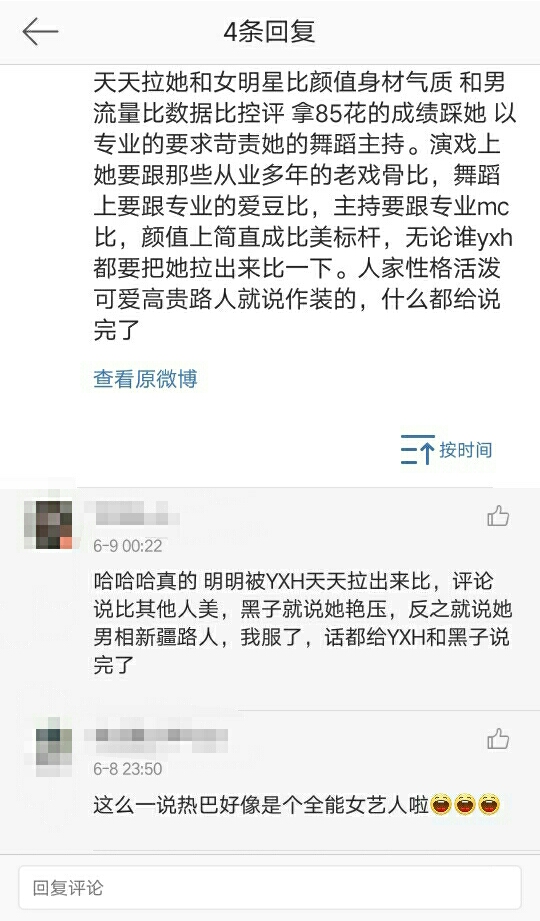 4条回复
天天拉她和女明星比颜值身材气质 和男
流量比数据比控评 拿85花的成绩踩她 以
专业的要求苛责她的舞蹈主持。演戏上
她要跟那些从业多年的老戏骨比，舞蹈
上要跟专业的爱豆比，主持要跟专业mc
比，颜值上简直成比美标杆，无论谁yxh
都要把她拉出来比一下。人家性格活泼
可爱高贵路人就说作装的，什么都给说
完了
查看原微博
按时间
6-9 00:22
哈哈哈真的 明明被YXH天天拉出来比，评论
说比其他人美，黑子就说她艳压，反之就说她
男相新疆路人，我服了，话都给YXH和黑子说
完了
6-8 23:50
这么一说热巴好像是个全能女艺人啦😄😄😄
回复评论